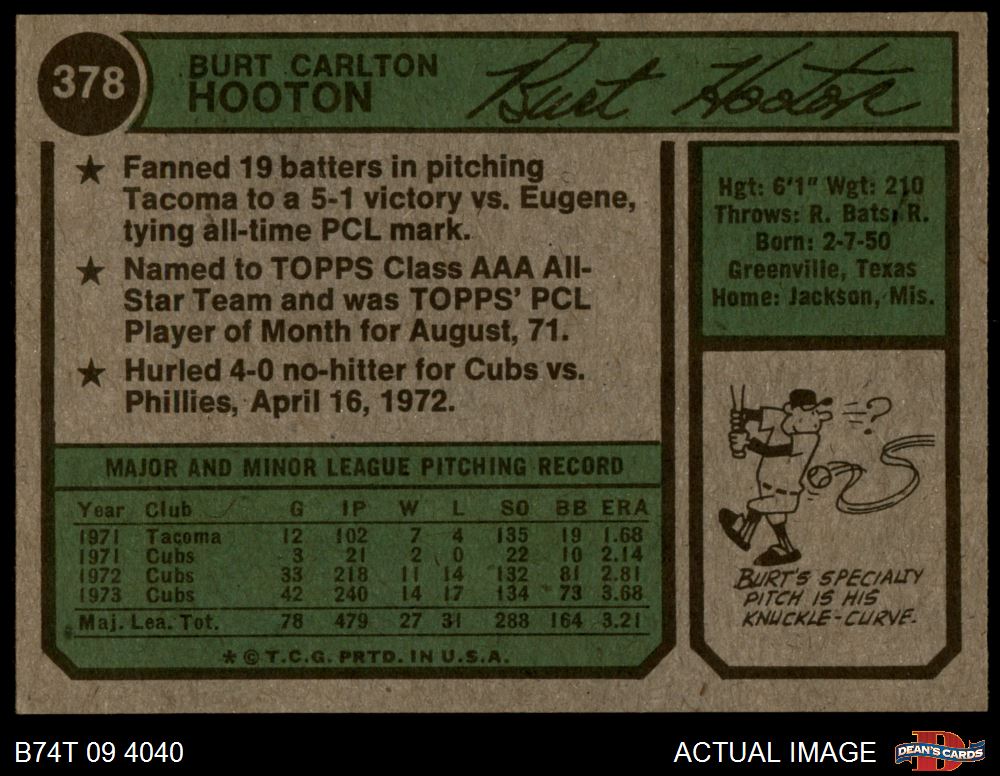 378
BURT CARLTON
HOOTON
Burt Hooton
★ Fanned 19 batters in pitching
Tacoma to a 5-1 victory vs. Eugene,
tying all-time PCL mark.
★ Named to TOPPS Class AAA All-
Star Team and was TOPPS' PCL
Player of Month for August, 71.
★ Hurled 4-0 no-hitter for Cubs vs.
Phillies, April 16, 1972.
Hgt: 6'1" Wgt: 210
Throws: R. Bats: R.
Born: 2-7-50
Greenville, Texas
Home: Jackson, Mis.
MAJOR AND MINOR LEAGUE PITCHING RECORD
Year Club G IP W L SO BB ERA
1971 Tacoma 12 102 7 4 135 19 1.68
1971 Cubs 3 21 2 0 22 10 2.14
1972 Cubs 33 218 11 14 132 81 2.81
1973 Cubs 42 240 14 17 134 73 3.68
Maj. Lea. Tot. 78 479 27 31 288 164 3.21
* © T.C.G. PRTD. IN U.S.A.
?
BURT'S SPECIALTY
PITCH IS HIS
KNUCKLE-CURVE.
B74T 09 4040
ACTUAL IMAGE
D
DEAN'S CARDS